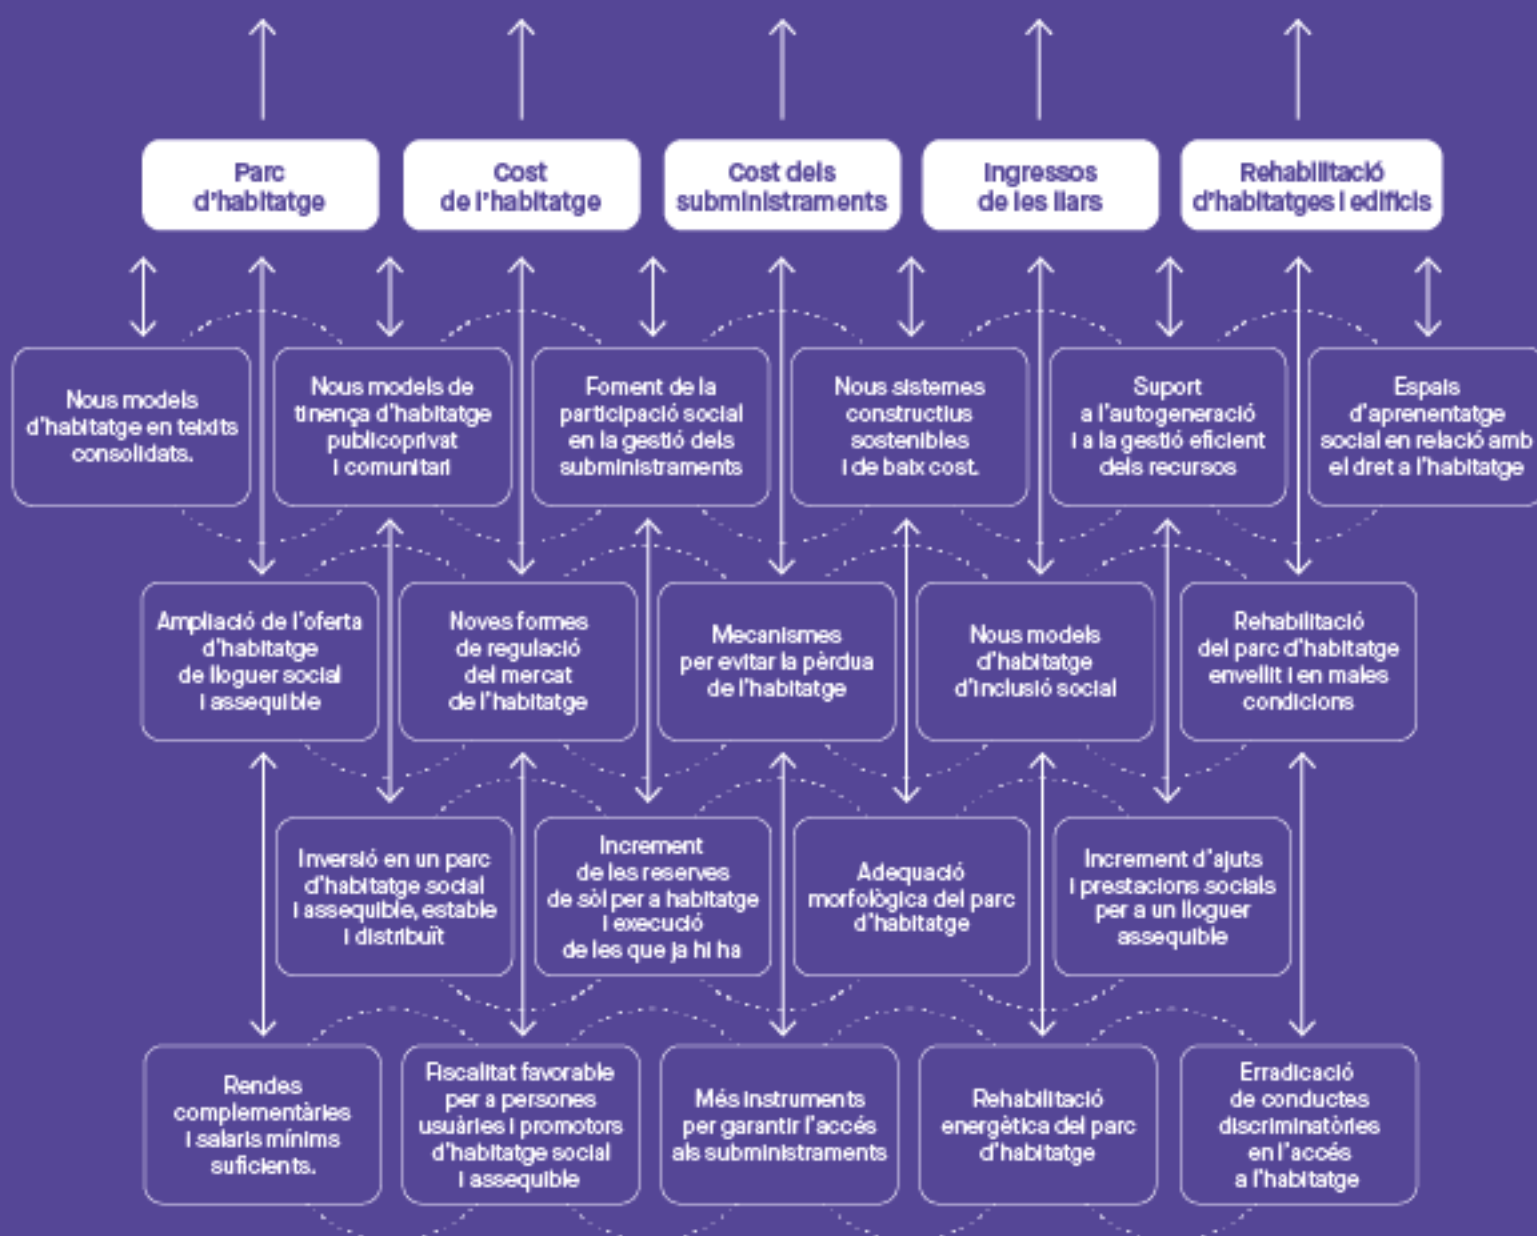 Parc
d'habitatge
Cost
de l'habitatge
Cost dels
subministraments
Ingressos
de les llars
Rehabilitació
d'habitatges i edificis
Nous models
d'habitatge en teixits
consolidats.
Nous models de
tinença d'habitatge
publicoprivat
i comunitari
Foment de la
participació social
en la gestió dels
subministraments
Nous sistemes
constructius
sostenibles
i de baix cost.
Suport
a l'autogeneració
i a la gestió eficient
dels recursos
Espais
d'aprenentatge
social en relació amb
el dret a l'habitatge
Ampliació de l'oferta
d'habitatge
de lloguer social
i assequible
Noves formes
de regulació
del mercat
de l'habitatge
Mecanismes
per evitar la pèrdua
de l'habitatge
Nous models
d'habitatge
d'inclusió social
Rehabilitació
del parc d'habitatge
envellit i en males
condicions
Inversió en un parc
d'habitatge social
i assequible, estable
i distribuït
Increment
de les reserves
de sòl per a habitatge
i execució
de les que ja hi ha
Adequació
morfològica del parc
d'habitatge
Increment d'ajuts
i prestacions socials
per a un lloguer
assequible
Rendes
complementàries
i salaris mínims
suficients.
Fiscalitat favorable
per a persones
usuàries i promotors
d'habitatge social
i assequible
Més instruments
per garantir l'accés
als subministraments
Rehabilitació
energètica del parc
d'habitatge
Erradicació
de conductes
discriminatòries
en l'accés
a l'habitatge